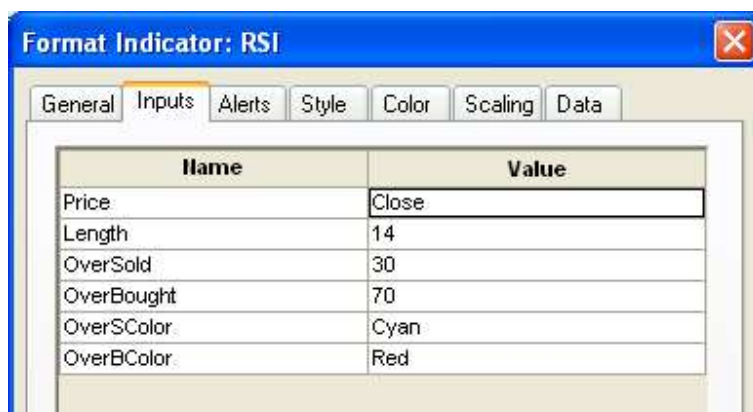 Format Indicator: RSI
General Inputs Alerts Style Color Scaling Data
Name Value
Price Close
Length 14
OverSold 30
OverBought 70
OverSColor Cyan
OverBColor Red